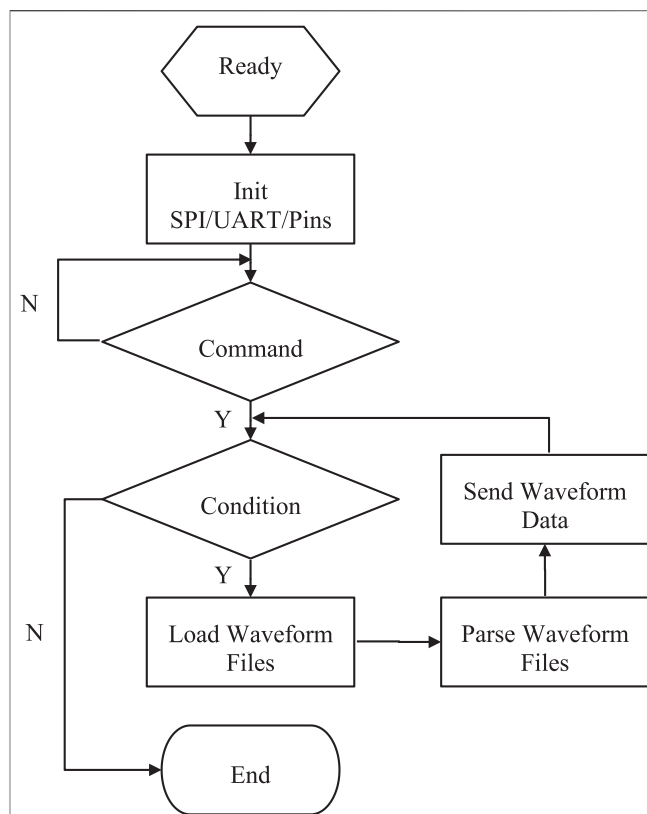 Ready
Init
SPI/UART/Pins
N
Command
Y
Condition
Send Waveform
Data
Y
N
Load Waveform
Files
Parse Waveform
Files
End